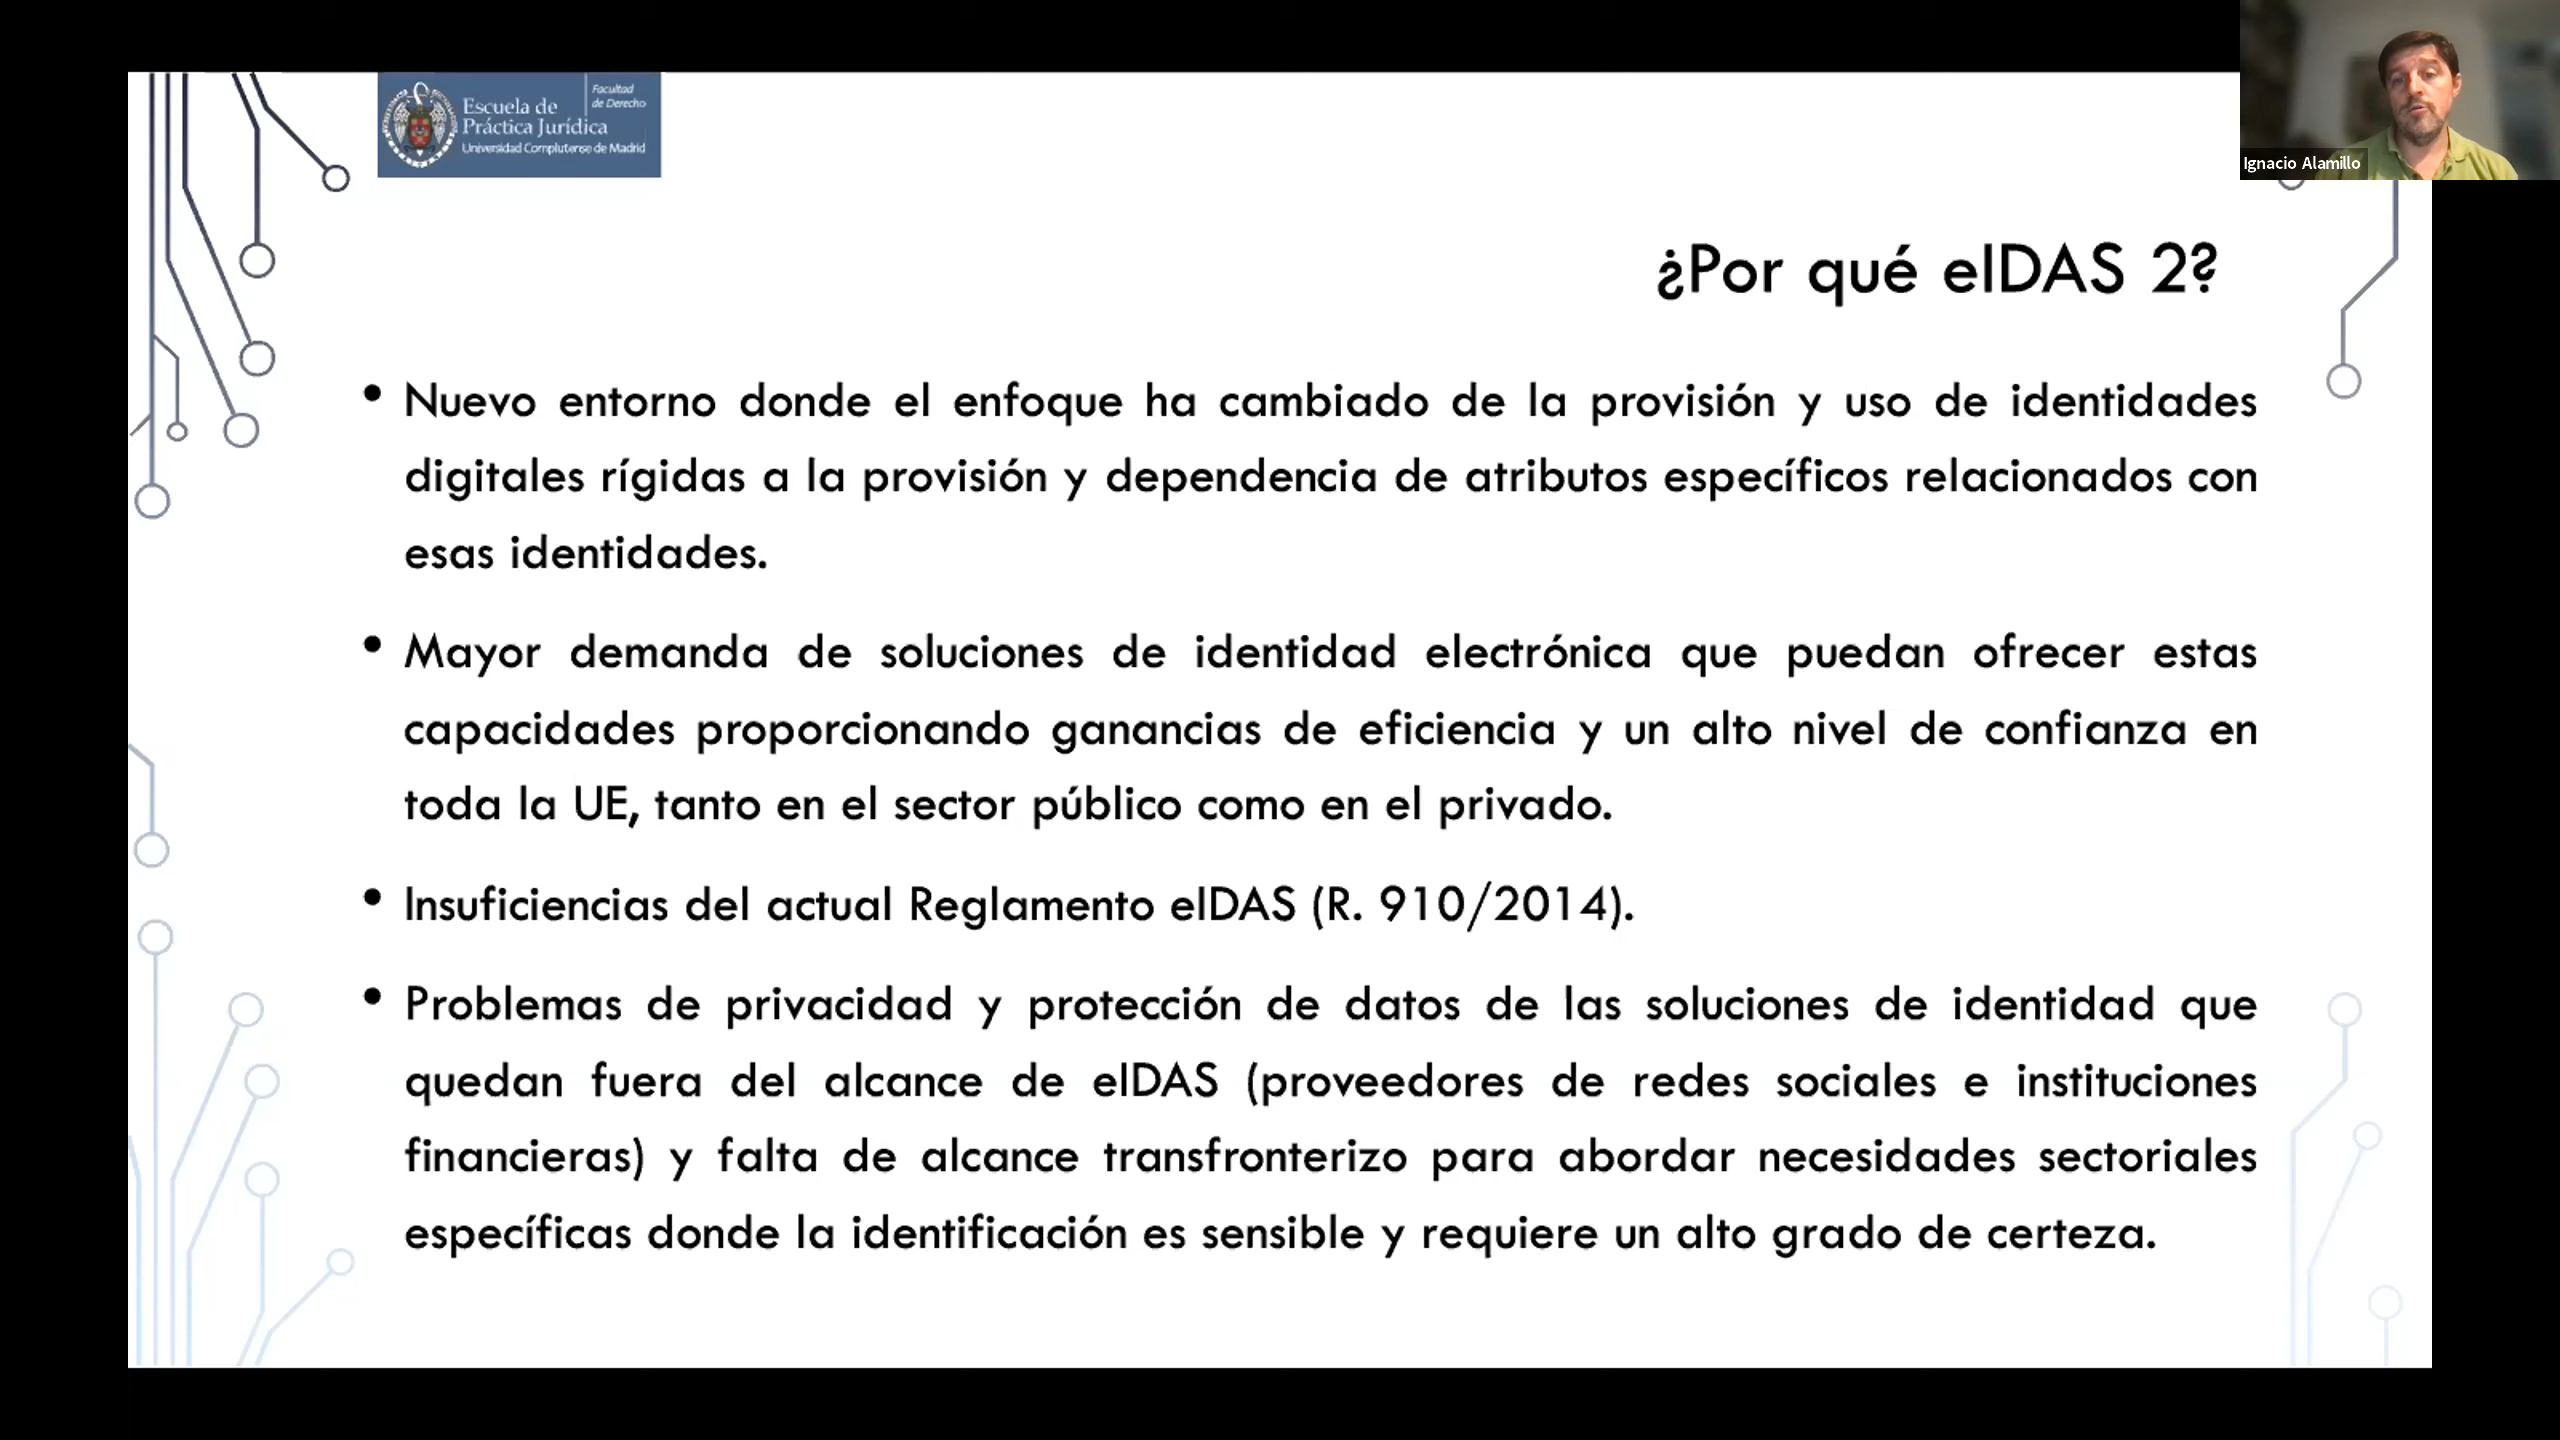 Facultad
de Derecho
Escuela de
Práctica Jurídica
Universidad Complutense de Madrid
Ignacio Alamillo
¿Por qué eIDAS 2?
• Nuevo entorno donde el enfoque ha cambiado de la provisión y uso de identidades
digitales rígidas a la provisión y dependencia de atributos específicos relacionados con
esas identidades.
• Mayor demanda de soluciones de identidad electrónica que puedan ofrecer estas
capacidades proporcionando ganancias de eficiencia y un alto nivel de confianza en
toda la UE, tanto en el sector público como en el privado.
• Insuficiencias del actual Reglamento eIDAS (R. 910/2014).
• Problemas de privacidad y protección de datos de las soluciones de identidad que
quedan fuera del alcance de eIDAS (proveedores de redes sociales e instituciones
financieras) y falta de alcance transfronterizo para abordar necesidades sectoriales
específicas donde la identificación es sensible y requiere un alto grado de certeza.